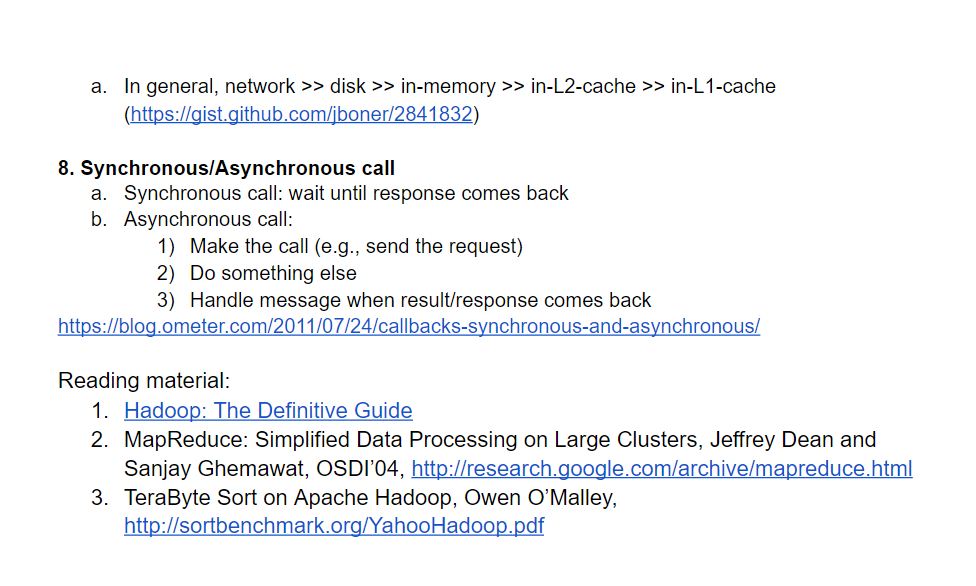 a. In general, network >> disk >> in-memory >> in-L2-cache >> in-L1-cache
(https://gist.github.com/jboner/2841832)
8. Synchronous/Asynchronous call
a. Synchronous call: wait until response comes back
b. Asynchronous call:
1) Make the call (e.g., send the request)
2) Do something else
3) Handle message when result/response comes back
https://blog.ometer.com/2011/07/24/callbacks-synchronous-and-asynchronous/
Reading material:
1. Hadoop: The Definitive Guide
2. MapReduce: Simplified Data Processing on Large Clusters, Jeffrey Dean and
Sanjay Ghemawat, OSDI’04, http://research.google.com/archive/mapreduce.html
3. TeraByte Sort on Apache Hadoop, Owen O’Malley,
http://sortbenchmark.org/YahooHadoop.pdf